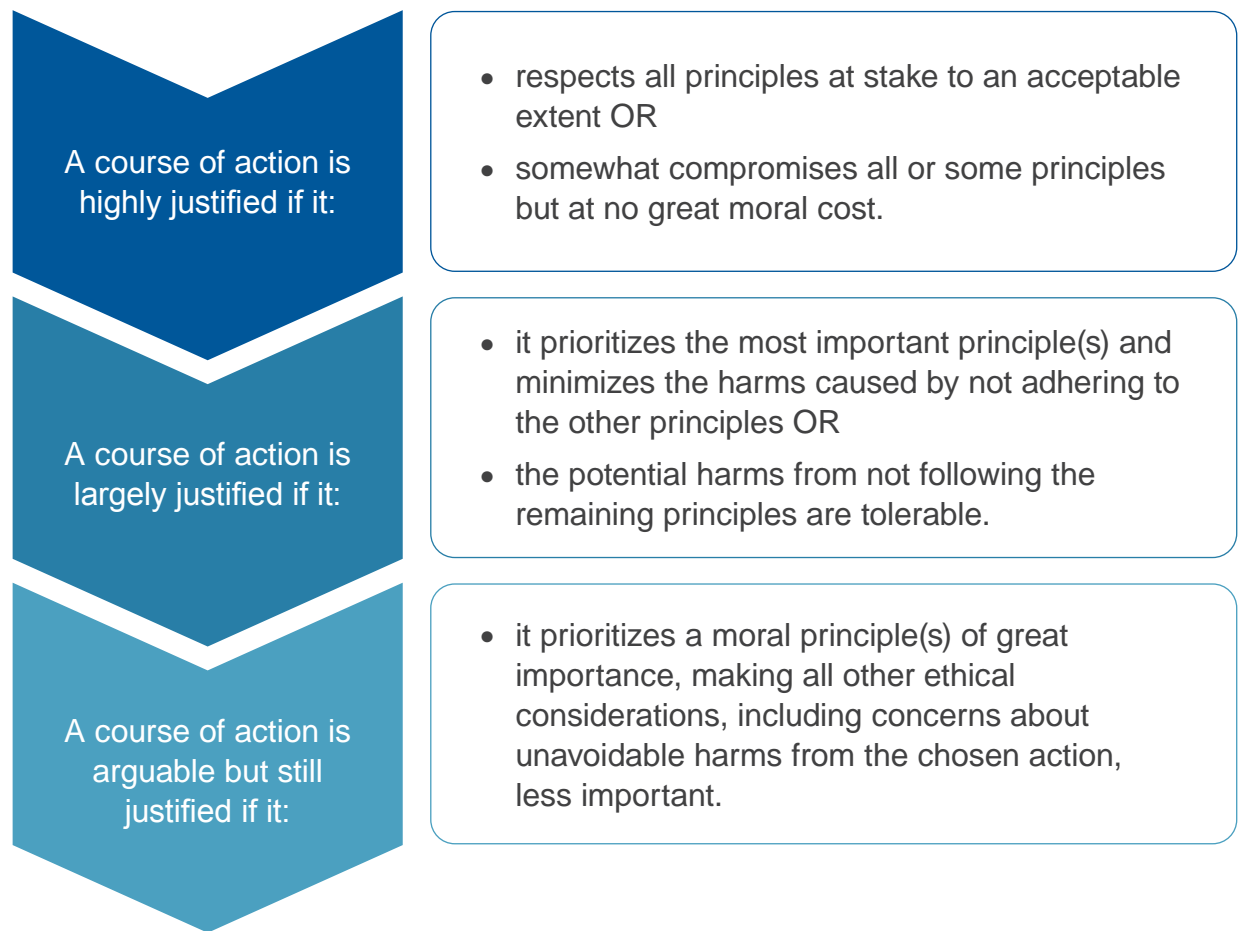 A course of action is
highly justified if it:
• respects all principles at stake to an acceptable
extent OR
• somewhat compromises all or some principles
but at no great moral cost.
A course of action is
largely justified if it:
• it prioritizes the most important principle(s) and
minimizes the harms caused by not adhering to
the other principles OR
• the potential harms from not following the
remaining principles are tolerable.
A course of action is
arguable but still
justified if it:
• it prioritizes a moral principle(s) of great
importance, making all other ethical
considerations, including concerns about
unavoidable harms from the chosen action,
less important.